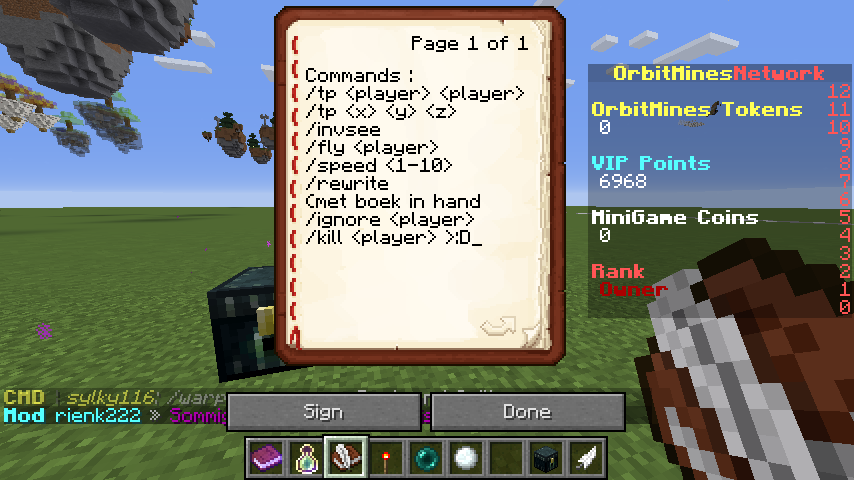 Page 1 of 1
Commands :
/tp <player> <player>
/tp <x> <y> <z>
/invsee
/fly <player>
/speed <1-10>
/rewrite
(met boek in hand
/ignore <player>
/kill <player> >:D_
OrbitMinesNetwork
12
OrbitMines Tokens 11
0 10
9
VIP Points 8
6968 7
6
MiniGame Coins 5
0 4
3
Rank 2
Owner 1
0
CMD | sylky116: /warp
Mod rienk222 » Sommig
Sign
Done